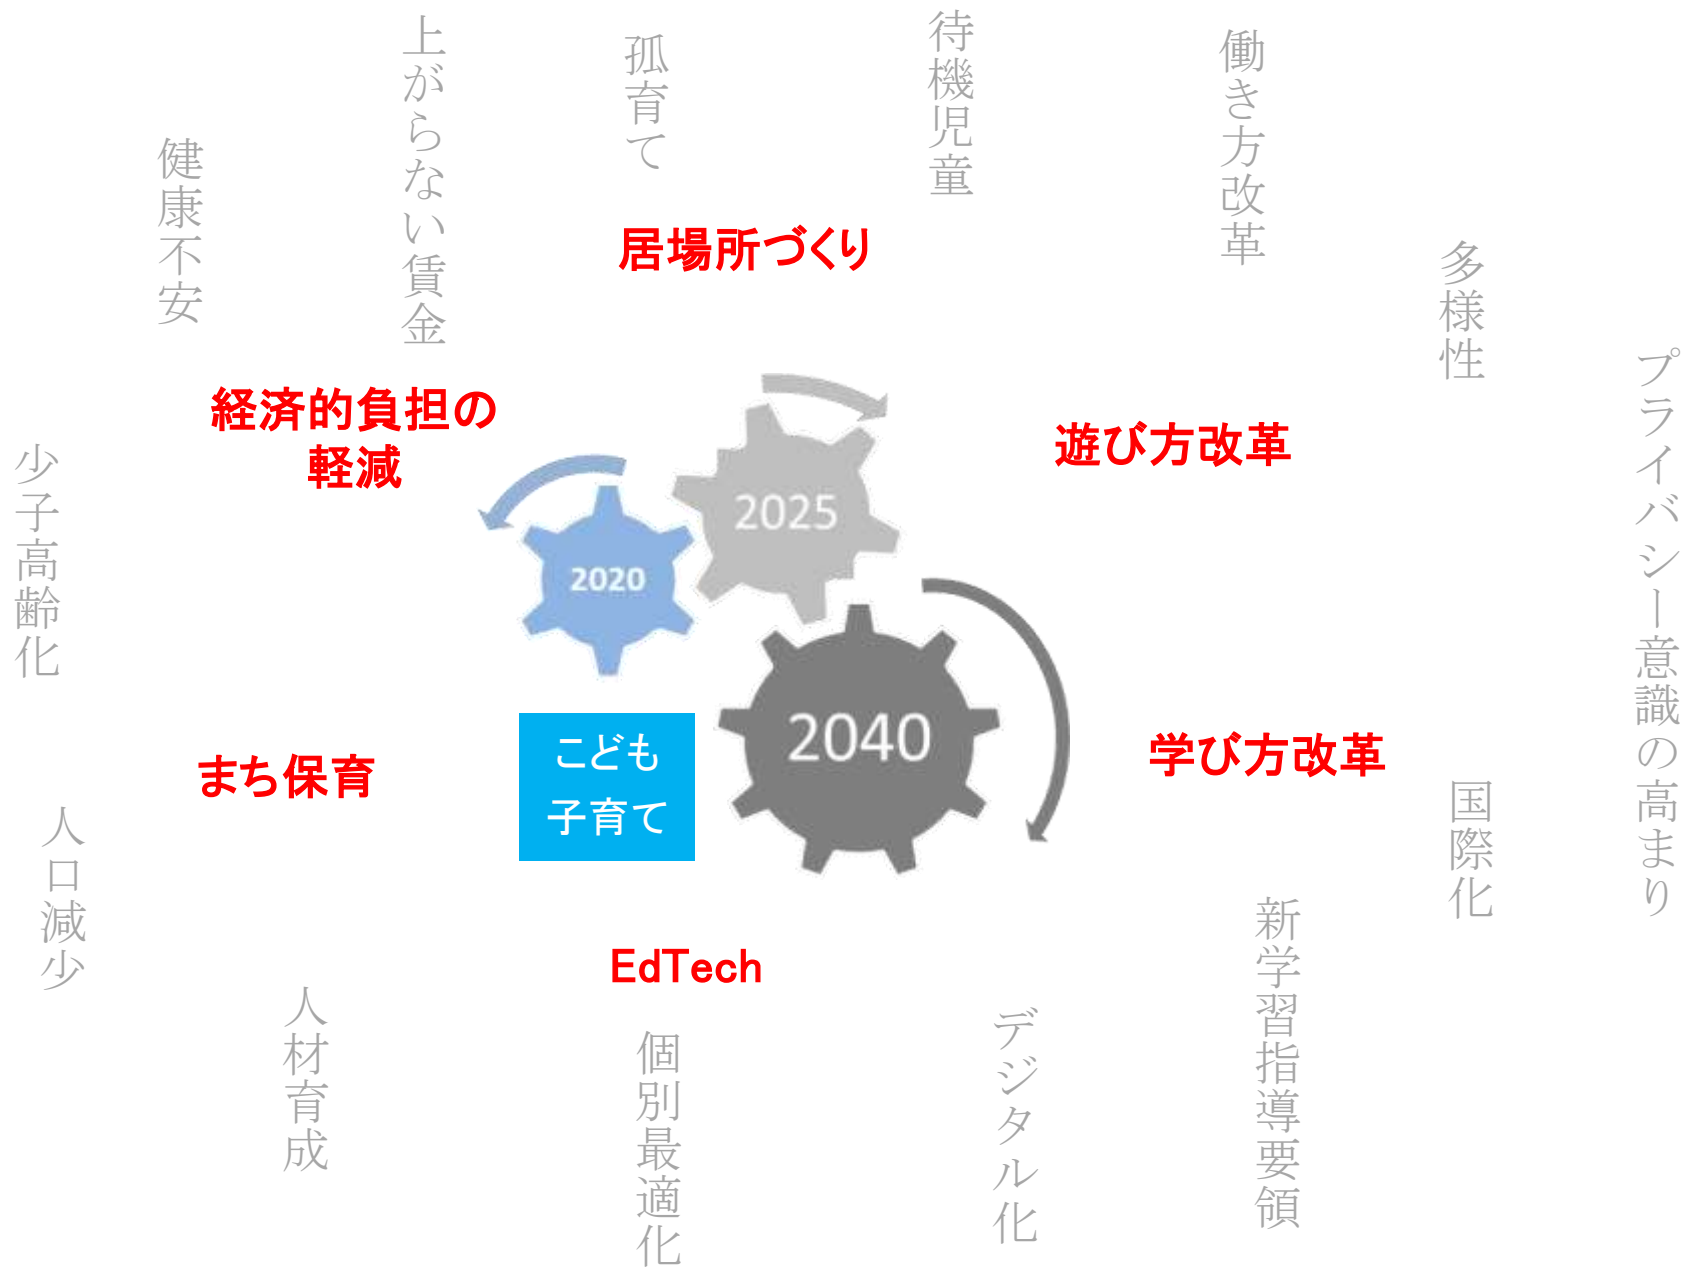 上がらない賃金
孤育て
待機児童
働き方改革
健康不安
居場所づくり
多様性
プライバシー意識の高まり
経済的負担の
軽減
遊び方改革
少子高齢化
2025
2020
2040
こども
子育て
まち保育
学び方改革
国際化
人口減少
新学習指導要領
EdTech
人材育成
個別最適化
デジタル化